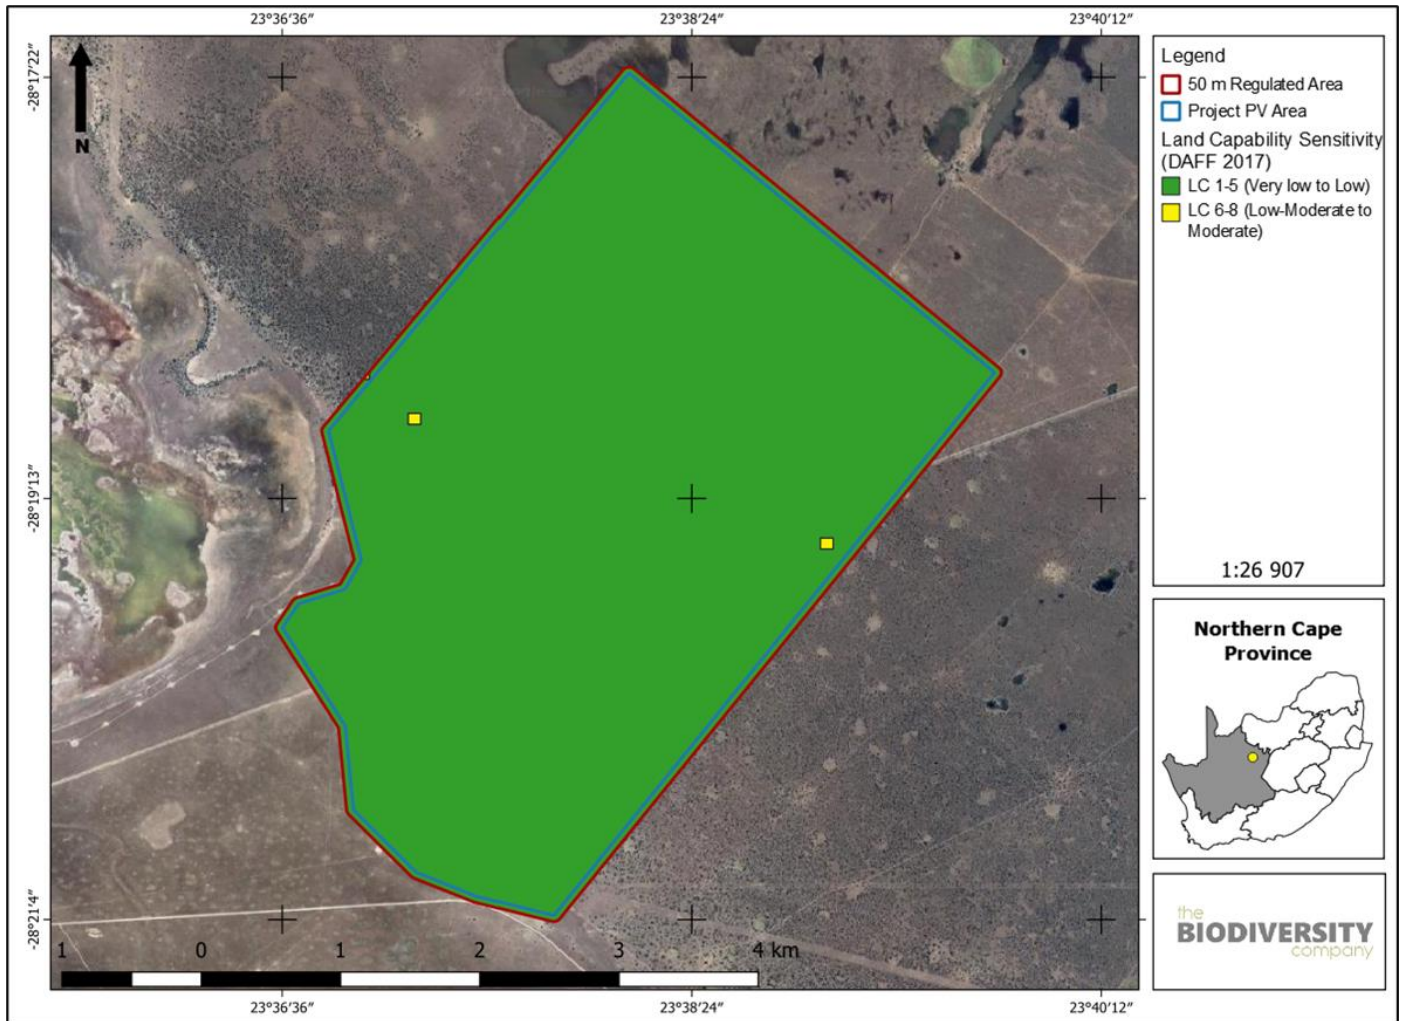 23°36′36″ 23°38′24″ 23°40′12″
-28°17′22″
N
-28°19′13″
-28°21′4″
1 0 1 2 3 4 km
23°36′36″ 23°38′24″ 23°40′12″
Legend
50 m Regulated Area
Project PV Area
Land Capability Sensitivity
(DAFF 2017)
LC 1-5 (Very low to Low)
LC 6-8 (Low-Moderate to
Moderate)
1:26 907
Northern Cape
Province
the
BIODIVERSITY
company